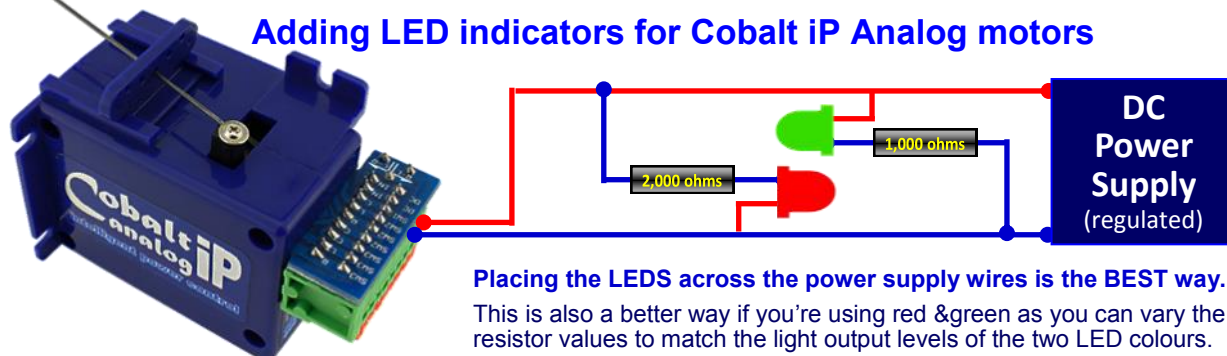 Adding LED indicators for Cobalt iP Analog motors
DC
Power
Supply
(regulated)
1,000 ohms
2,000 ohms
Cobalt iP
analog
intelligent power control
Placing the LEDS across the power supply wires is the BEST way.
This is also a better way if you're using red &green as you can vary the
resistor values to match the light output levels of the two LED colours.